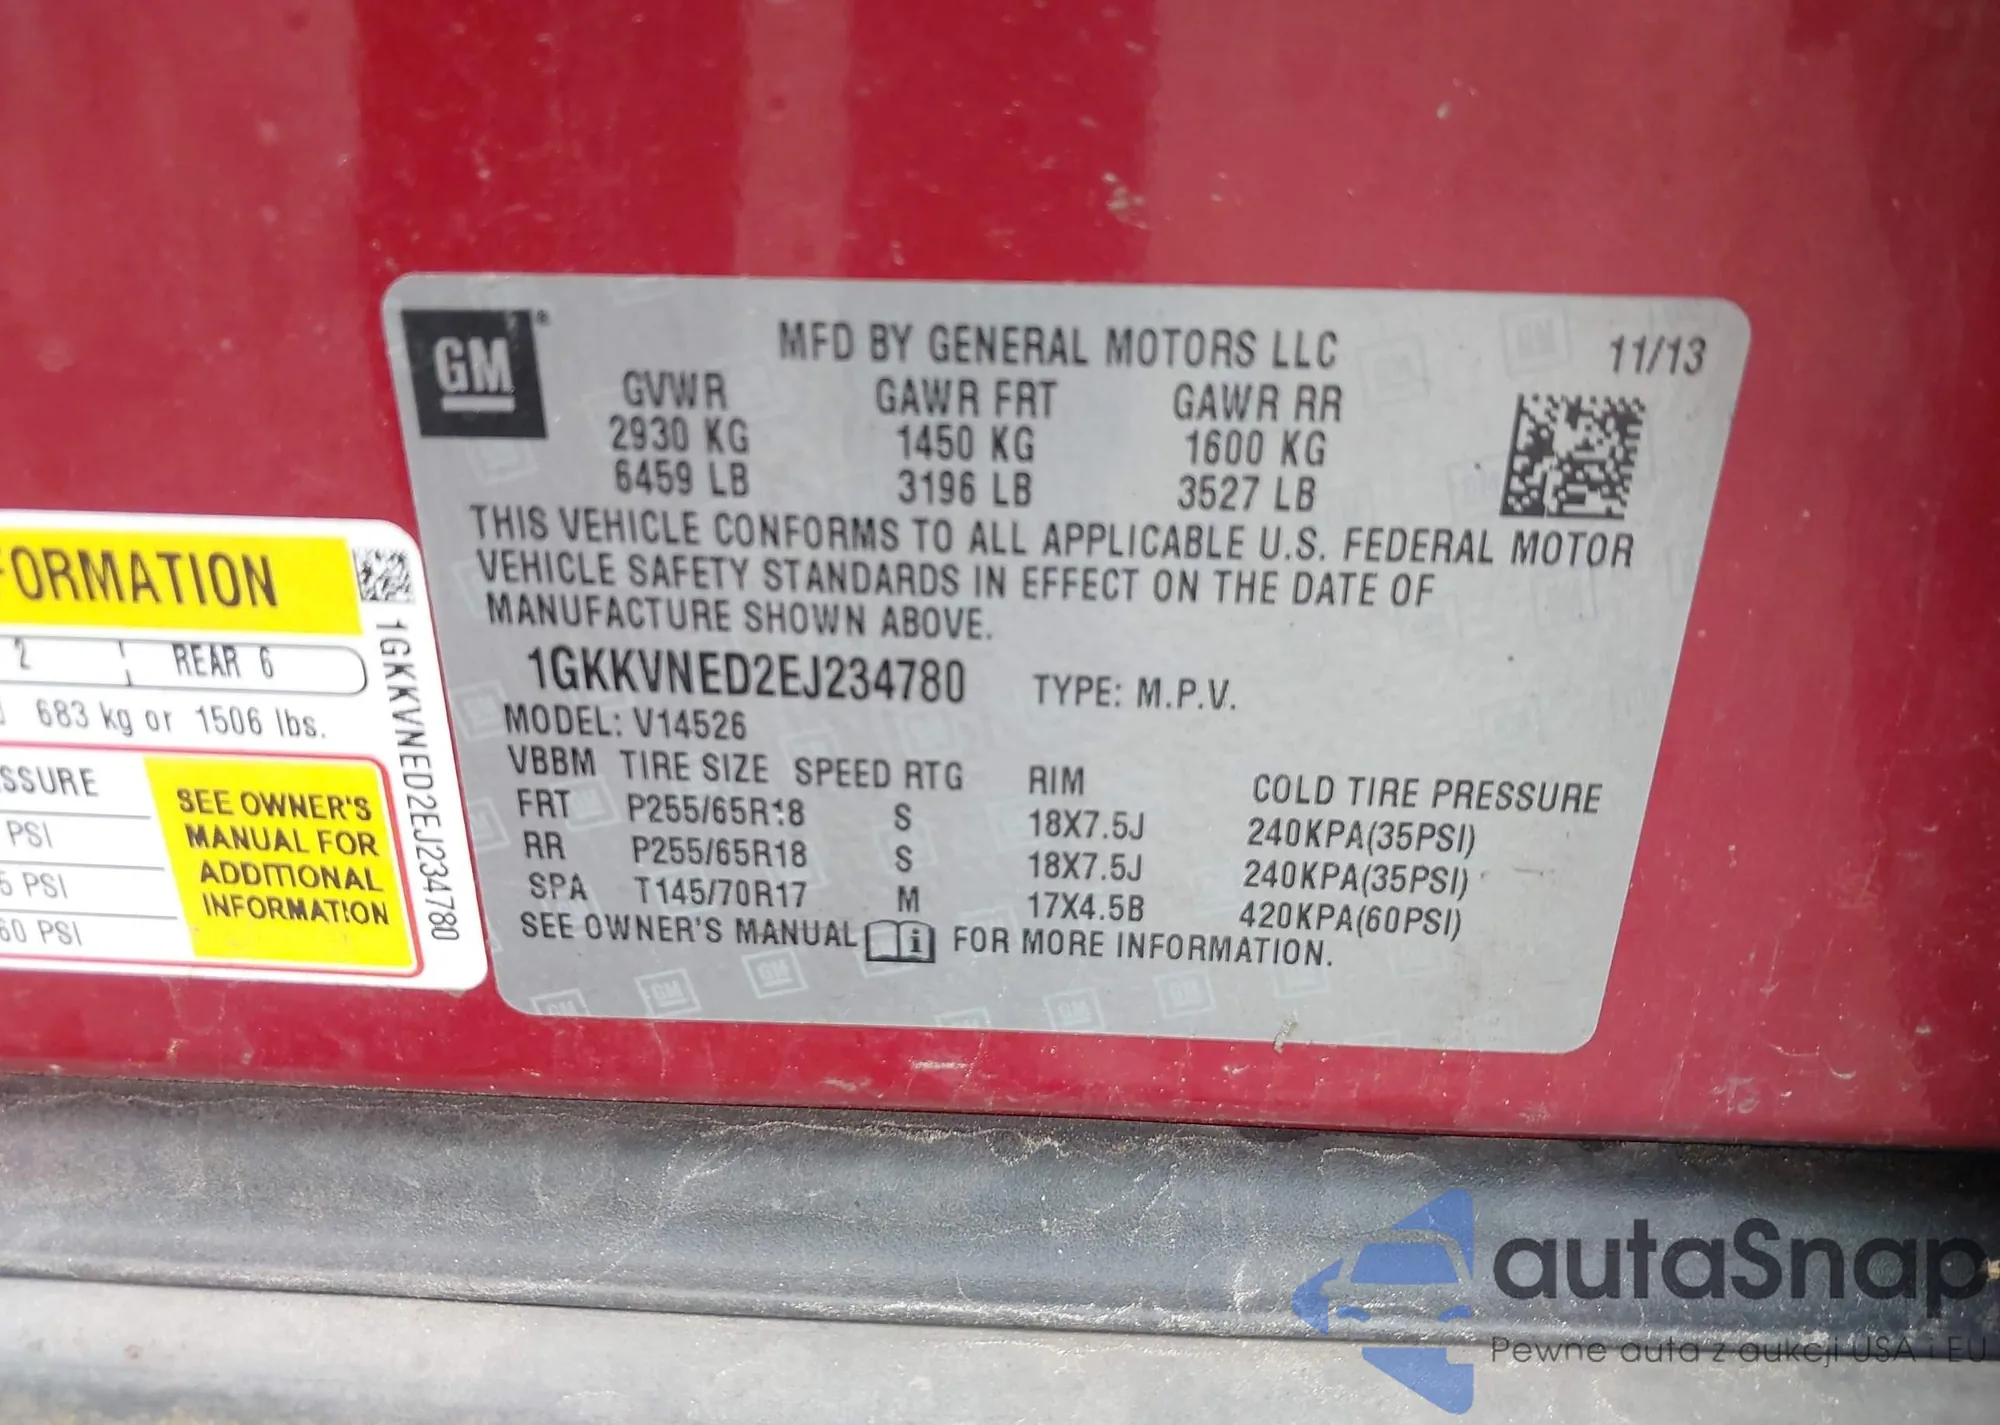 GM®
MFD BY GENERAL MOTORS LLC 11/13
GVWR GAWR FRT GAWR RR
2930 KG 1450 KG 1600 KG
6459 LB 3196 LB 3527 LB
THIS VEHICLE CONFORMS TO ALL APPLICABLE U.S. FEDERAL MOTOR
VEHICLE SAFETY STANDARDS IN EFFECT ON THE DATE OF
MANUFACTURE SHOWN ABOVE.
1GKKVNED2EJ234780 TYPE: M.P.V.
MODEL: V14526
VBBM TIRE SIZE SPEED RTG RIM COLD TIRE PRESSURE
FRT P255/65R18 S 18X7.5J 240KPA(35PSI)
RR P255/65R18 S 18X7.5J 240KPA(35PSI)
SPA T145/70R17 M 17X4.5B 420KPA(60PSI)
SEE OWNER'S MANUAL i FOR MORE INFORMATION.
FORMATION
2 REAR 6
683 kg or 1506 lbs.
SSURE
PSI
5 PSI
60 PSI
SEE OWNER'S
MANUAL FOR
ADDITIONAL
INFORMATION
1GKKVNED2EJ234780
autaSnap
Pewne auta z aukcji USA i EU